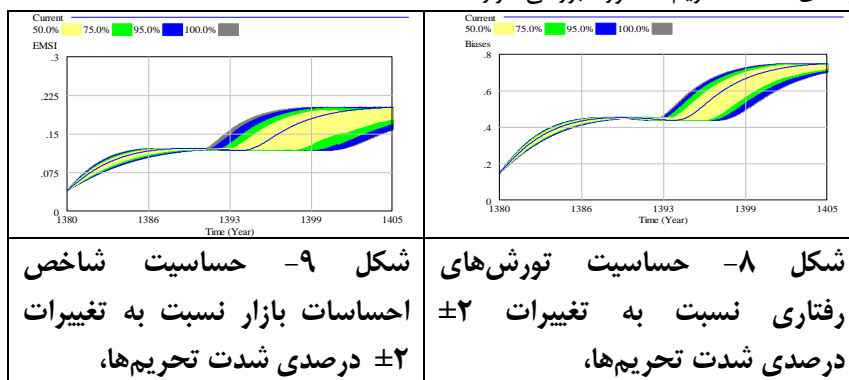 Current
50.0% 75.0% 95.0% 100.0%
Biases
.8
.6
.4
.2
0
1380 1386 1393 1399 1405
Time (Year)
Current
50.0% 75.0% 95.0% 100.0%
EMSI
.3
.225
.15
.075
0
1380 1386 1393 1399 1405
Time (Year)
شکل ۸- حساسیت تورش‌های
رفتاری نسبت به تغییرات ۲±
درصدی شدت تحریم‌ها،
شکل ۹- حساسیت شاخص
احساسات بازار نسبت به تغییرات
۲± درصدی شدت تحریم‌ها،